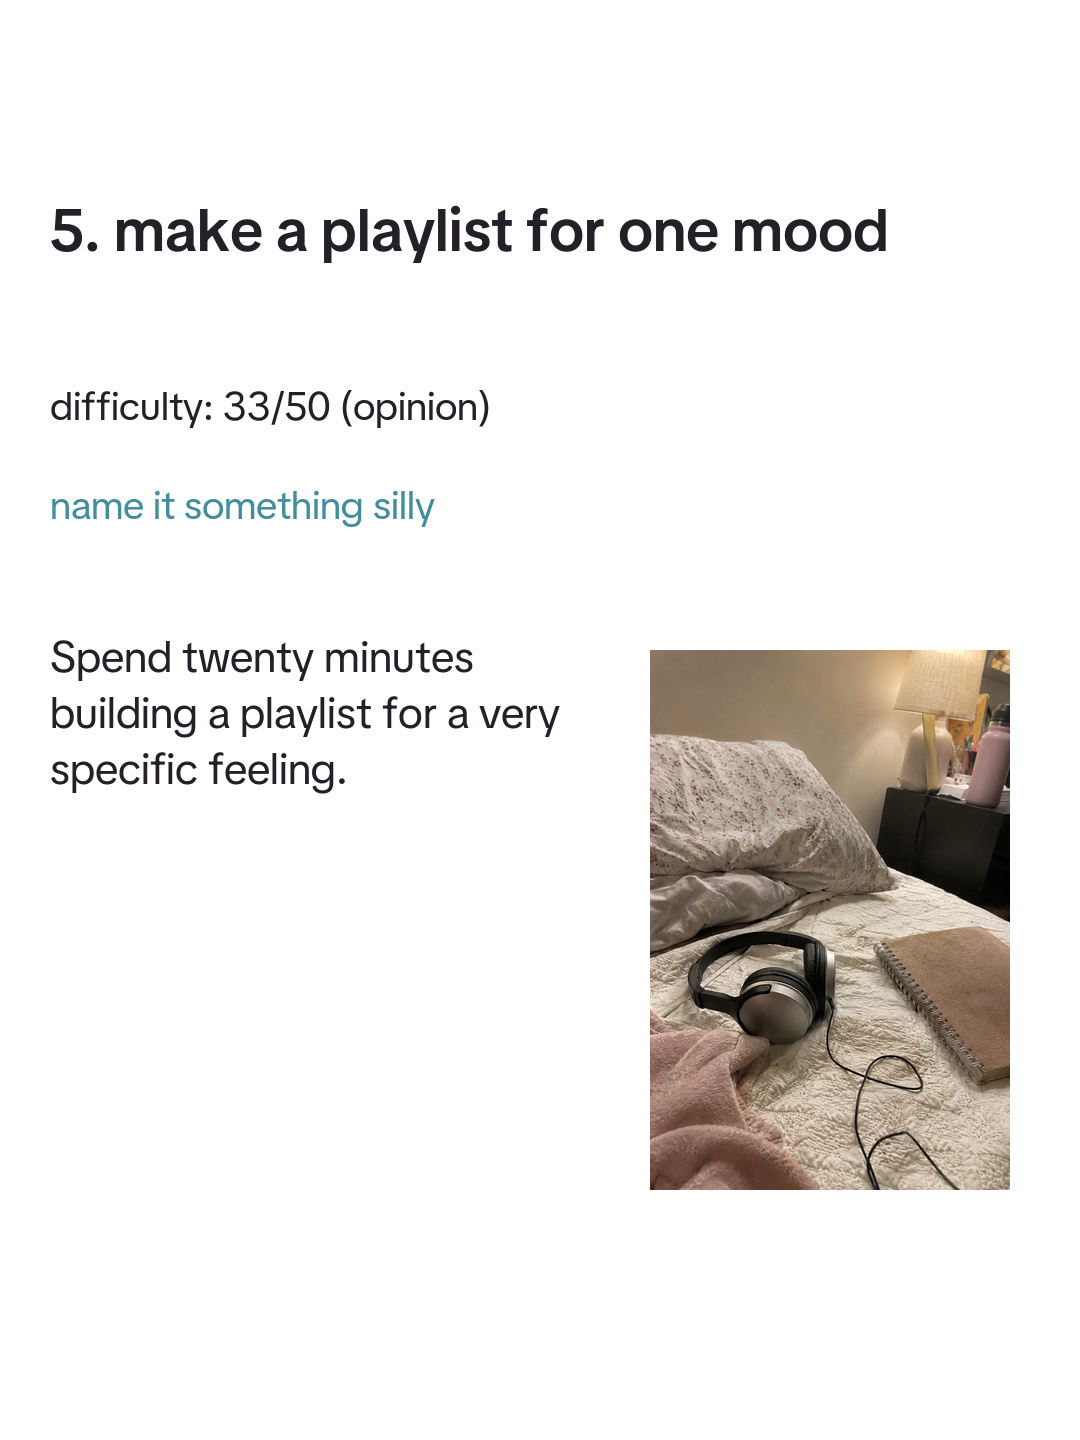 5. make a playlist for one mood
difficulty: 33/50 (opinion)
name it something silly
Spend twenty minutes
building a playlist for a very
specific feeling.